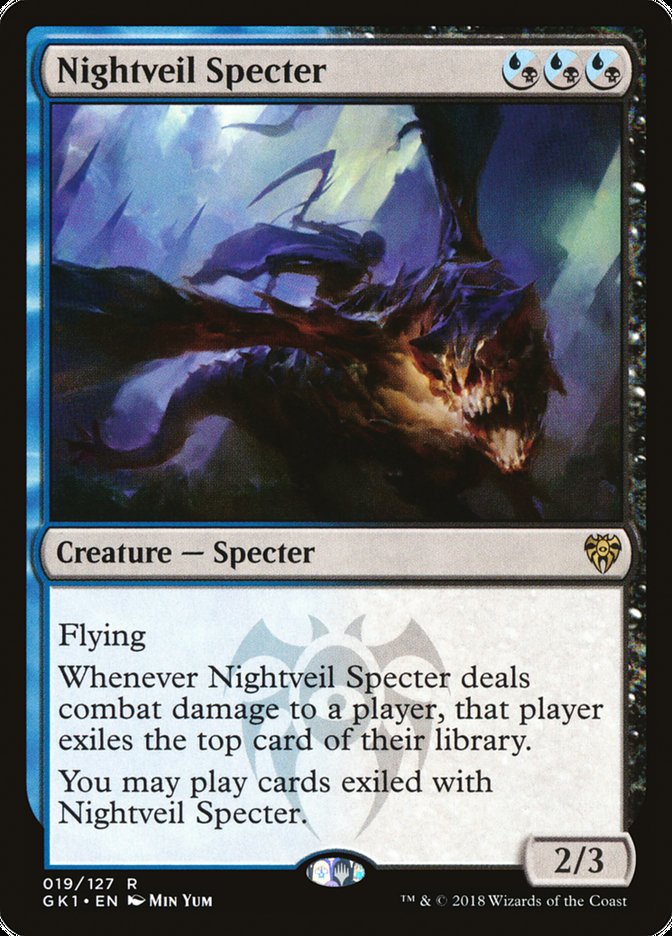 Nightveil Specter
Creature — Specter
Flying
Whenever Nightveil Specter deals
combat damage to a player, that player
exiles the top card of their library.
You may play cards exiled with
Nightveil Specter.
2/3
019/127 R
GK1 • EN Min Yum
™ & © 2018 Wizards of the Coast